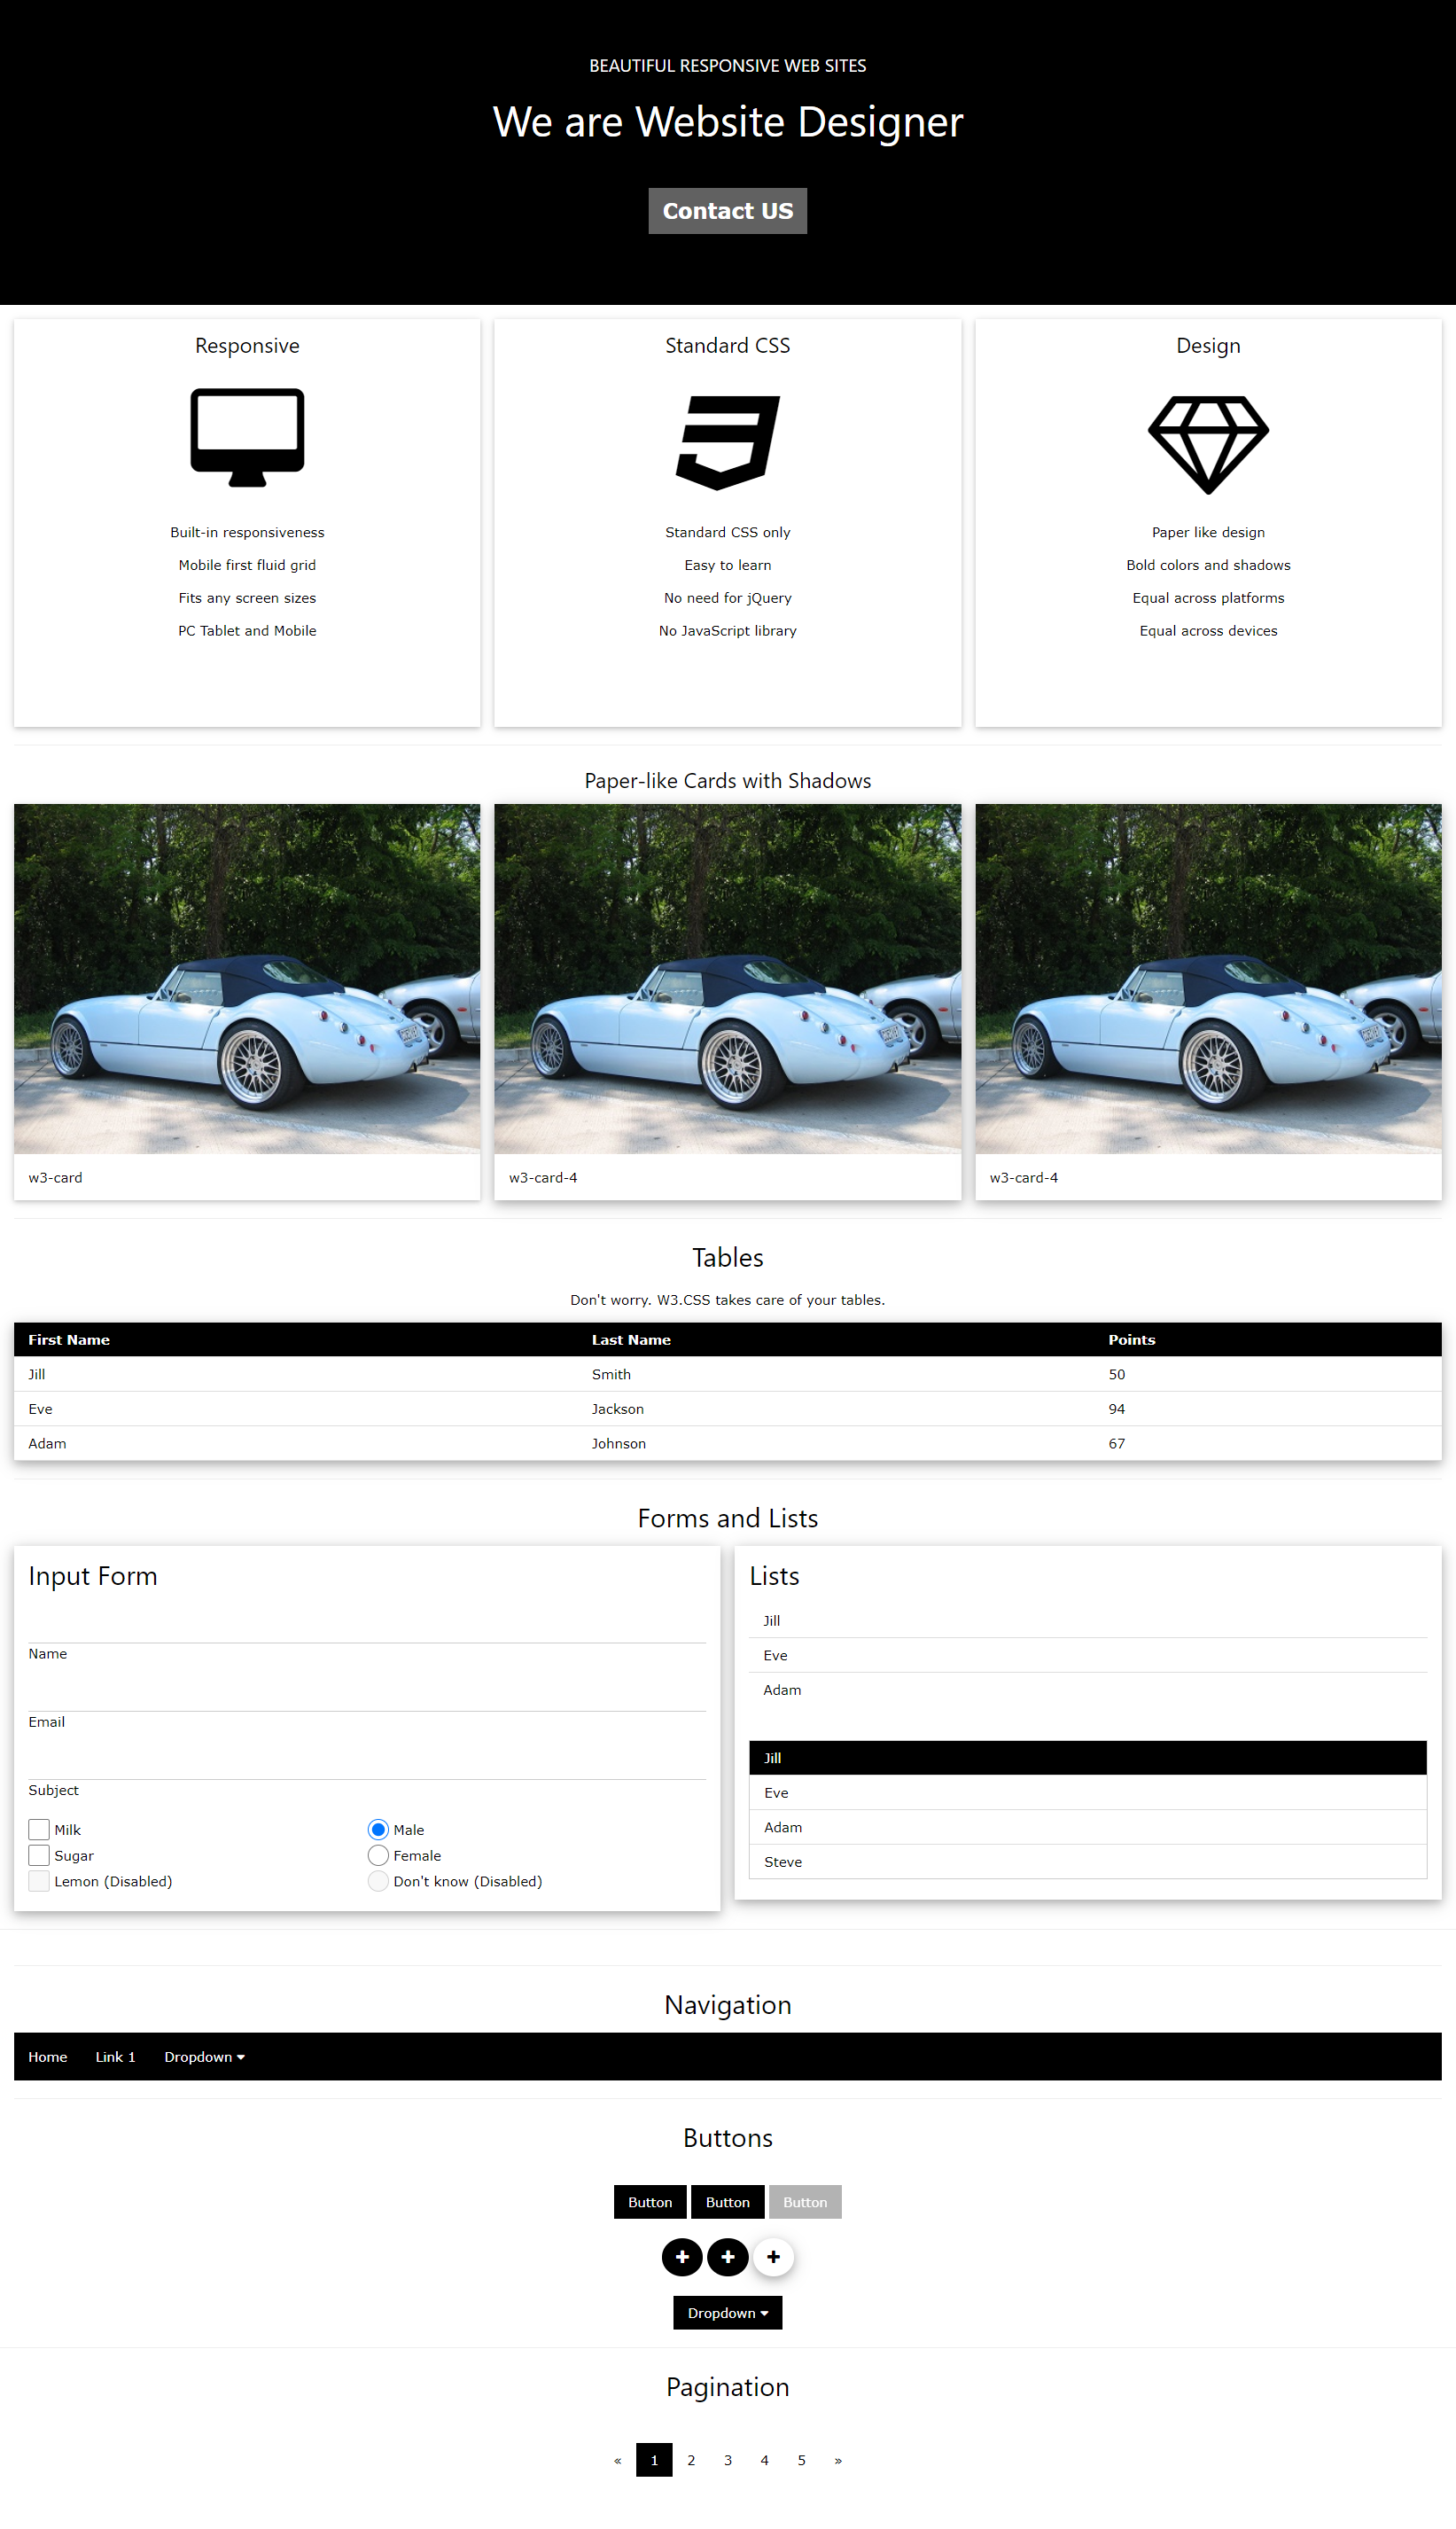 BEAUTIFUL RESPONSIVE WEB SITES
We are Website Designer
Contact US
Responsive
Built-in responsiveness
Mobile first fluid grid
Fits any screen sizes
PC Tablet and Mobile
Standard CSS
Standard CSS only
Easy to learn
No need for jQuery
No JavaScript library
Design
Paper like design
Bold colors and shadows
Equal across platforms
Equal across devices
Paper-like Cards with Shadows
w3-card
w3-card-4
w3-card-4
Tables
Don't worry. W3.CSS takes care of your tables.
First Name Last Name Points
Jill Smith 50
Eve Jackson 94
Adam Johnson 67
Forms and Lists
Input Form
Name
Email
Subject
Milk
Sugar
Lemon (Disabled)
Male
Female
Don't know (Disabled)
Lists
Jill
Eve
Adam
Jill
Eve
Adam
Steve
Navigation
Home Link 1 Dropdown
Buttons
Button Button Button
Dropdown
Pagination
« 1 2 3 4 5 »